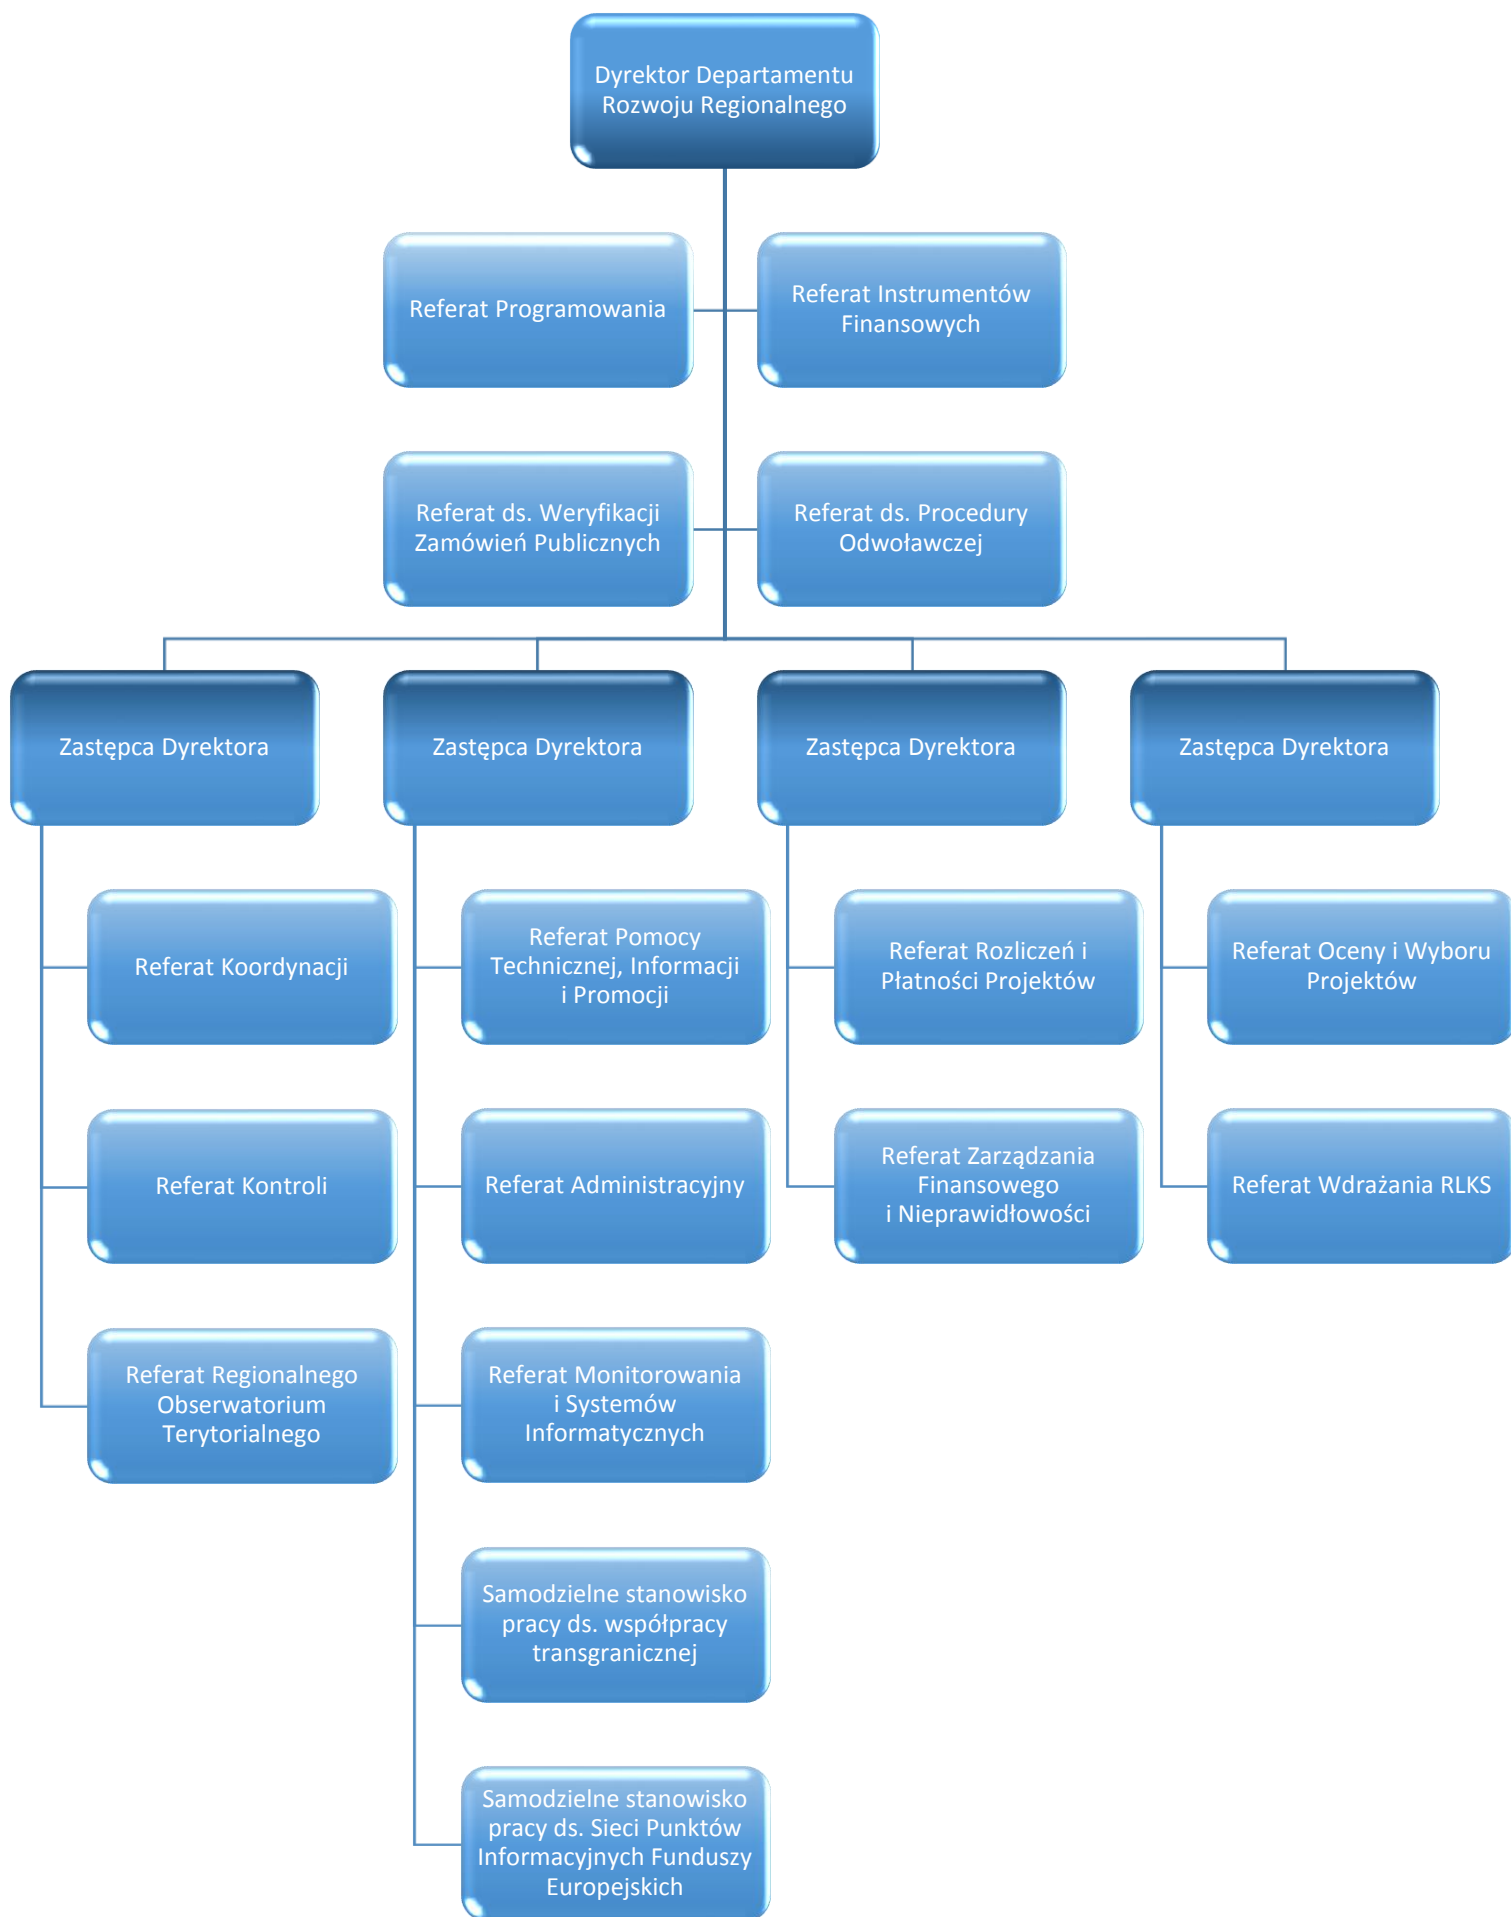 Dyrektor Departamentu
Rozwoju Regionalnego
Referat Programowania
Referat Instrumentów
Finansowych
Referat ds. Weryfikacji
Zamówień Publicznych
Referat ds. Procedury
Odwoławczej
Zastępca Dyrektora
Zastępca Dyrektora
Zastępca Dyrektora
Zastępca Dyrektora
Referat Koordynacji
Referat Pomocy
Technicznej, Informacji
i Promocji
Referat Rozliczeń i
Płatności Projektów
Referat Oceny i Wyboru
Projektów
Referat Kontroli
Referat Administracyjny
Referat Zarządzania
Finansowego
i Nieprawidłowości
Referat Wdrażania RLKS
Referat Regionalnego
Obserwatorium
Terytorialnego
Referat Monitorowania
i Systemów
Informatycznych
Samodzielne stanowisko
pracy ds. współpracy
transgranicznej
Samodzielne stanowisko
pracy ds. Sieci Punktów
Informacyjnych Funduszy
Europejskich